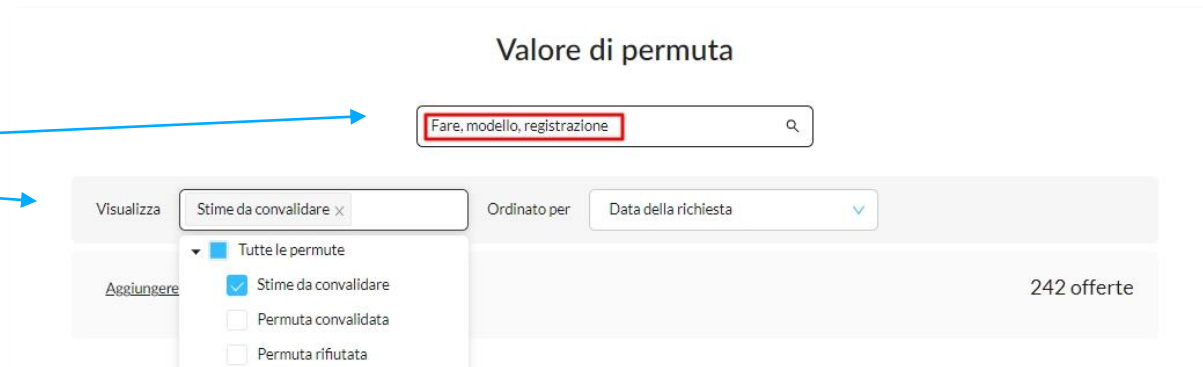 Valore di permuta
Fare, modello, registrazione
Visualizza Stime da convalidare × Ordinato per Data della richiesta
Tutte le permute
Aggiungere Stime da convalidare 242 offerte
Permuta convalidata
Permuta rifiutata